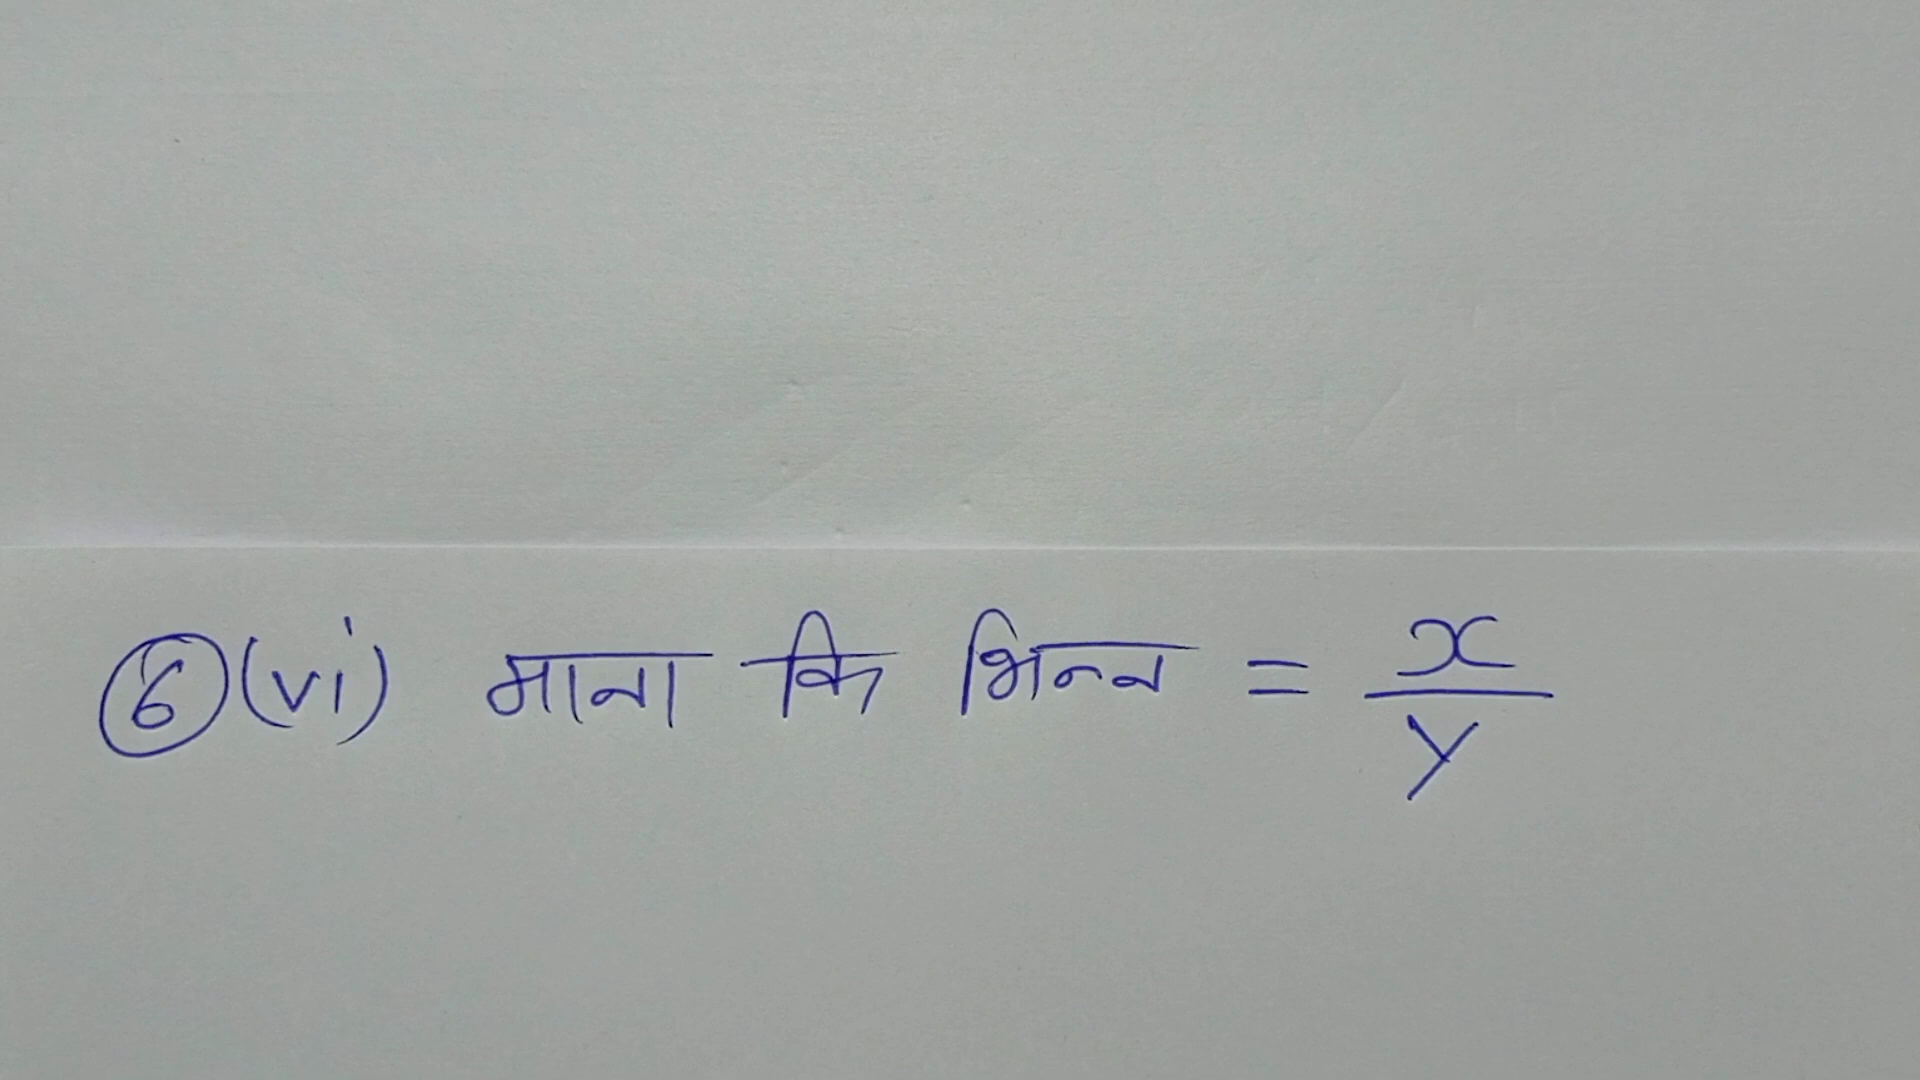 ⑥(vi) माना कि भिन्न = x/y